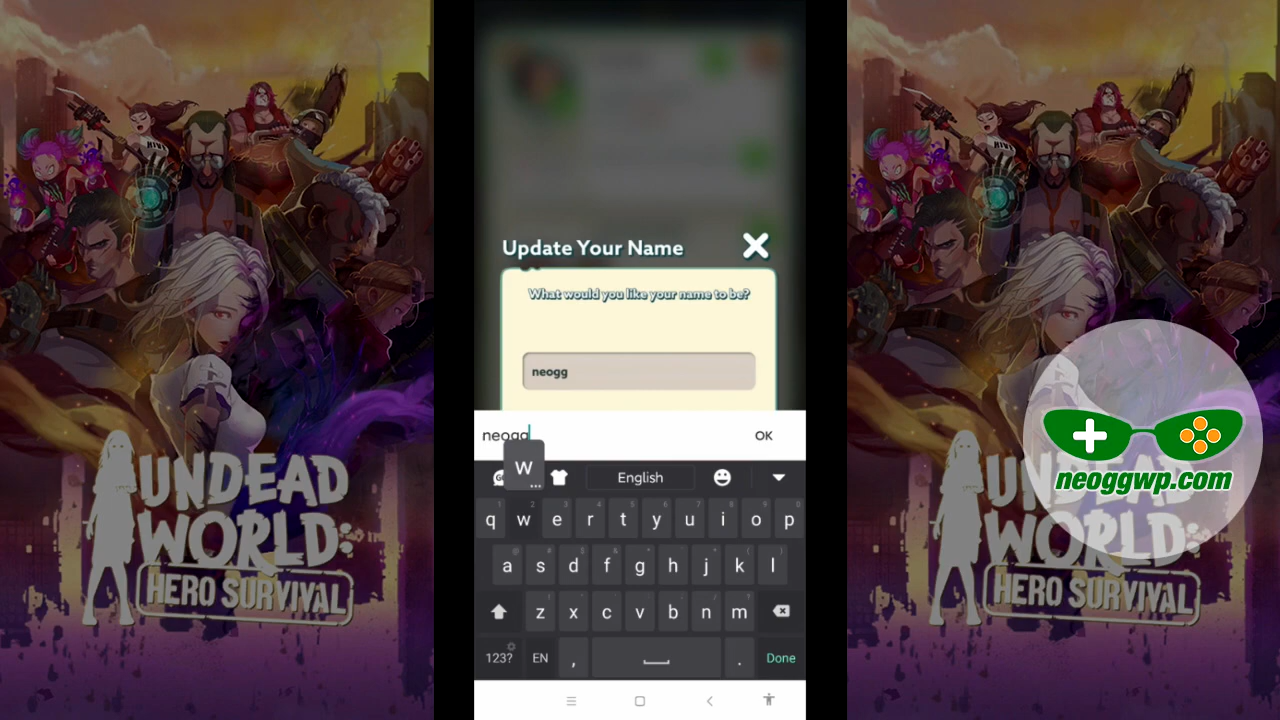 Update Your Name
What would you like your name to be?
neogg
neogg
OK
w
English
q w e r t y u i o p
a s d f g h j k l
z x c v b n m
123? EN , . Done
UNDEAD
WORLD:
HERO SURVIVAL
UNDEAD
WORLD:
HERO SURVIVAL
neoggwp.com